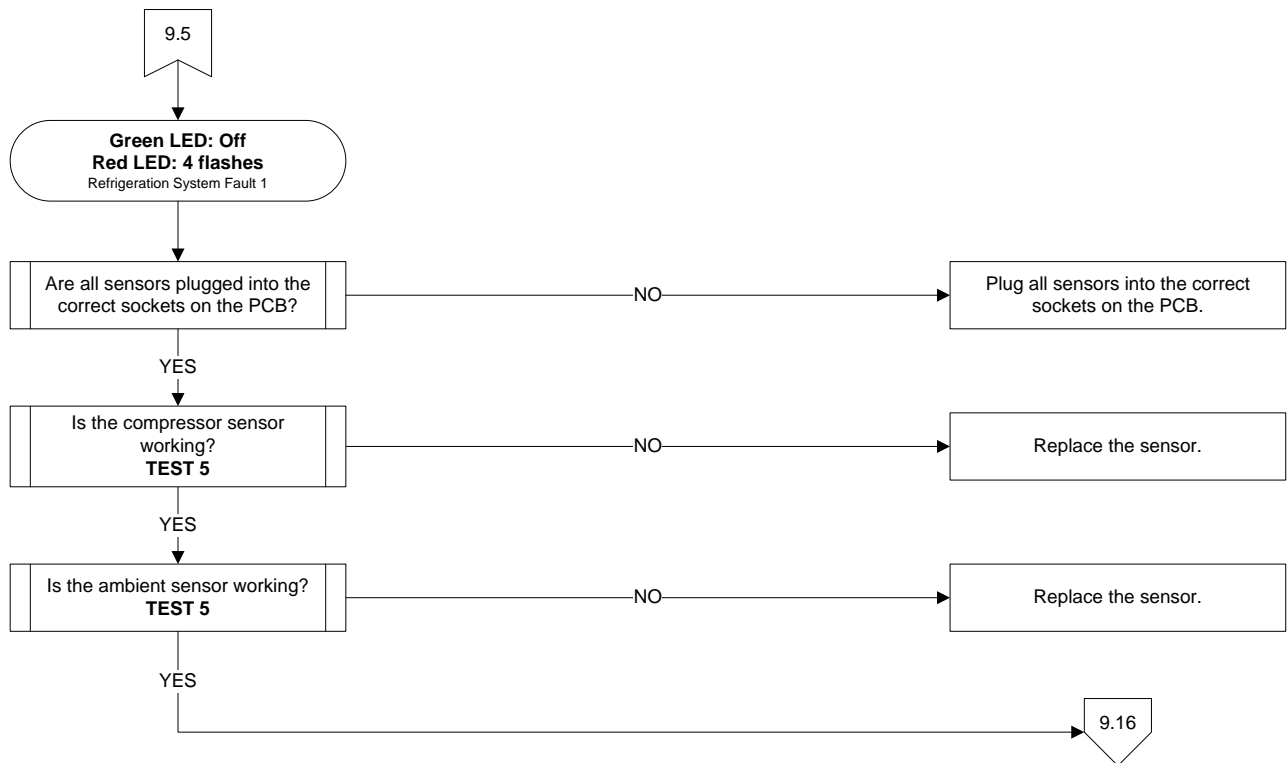 9.5
Green LED: Off
Red LED: 4 flashes
Refrigeration System Fault 1
Are all sensors plugged into the
correct sockets on the PCB?
NO
Plug all sensors into the correct
sockets on the PCB.
YES
Is the compressor sensor
working?
TEST 5
NO
Replace the sensor.
YES
Is the ambient sensor working?
TEST 5
NO
Replace the sensor.
YES
9.16